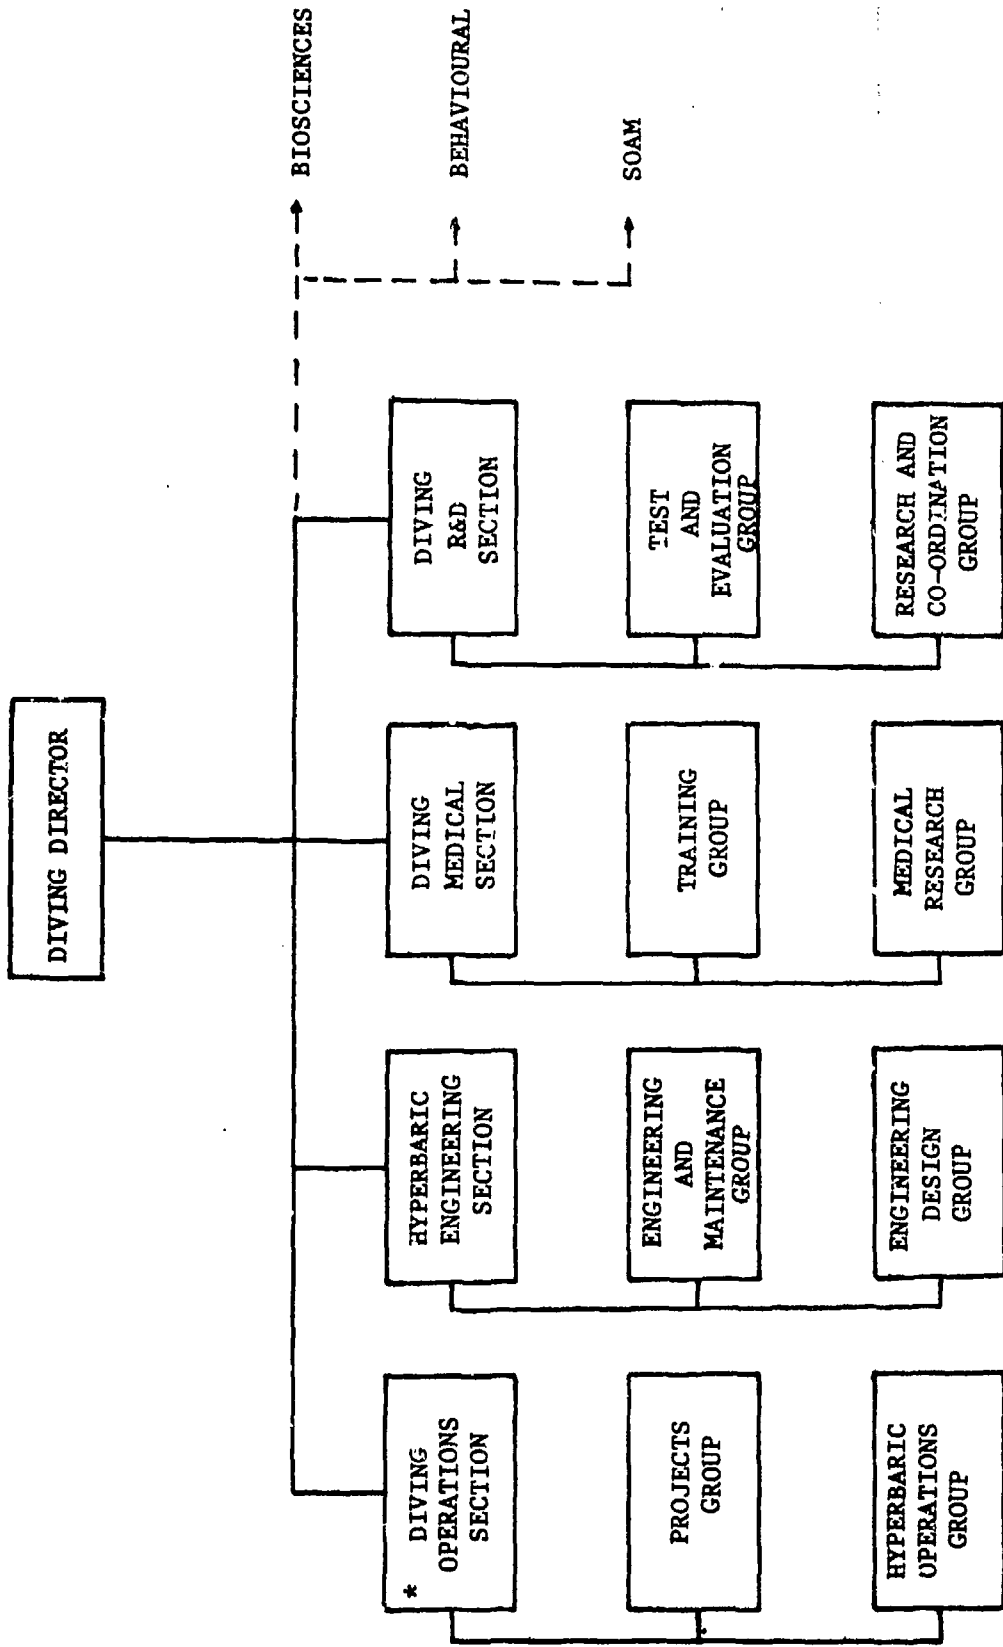 DIVING DIRECTOR
BIOSCIENCES
BEHAVIOURAL
SOAM
* DIVING
OPERATIONS
SECTION
HYPERBARIC
ENGINEERING
SECTION
DIVING
MEDICAL
SECTION
DIVING
R&D
SECTION
PROJECTS
GROUP
ENGINEERING
AND
MAINTENANCE
GROUP
TRAINING
GROUP
TEST
AND
EVALUATION
GROUP
HYPERBARIC
OPERATIONS
GROUP
ENGINEERING
DESIGN
GROUP
MEDICAL
RESEARCH
GROUP
RESEARCH AND
CO-ORDINATION
GROUP